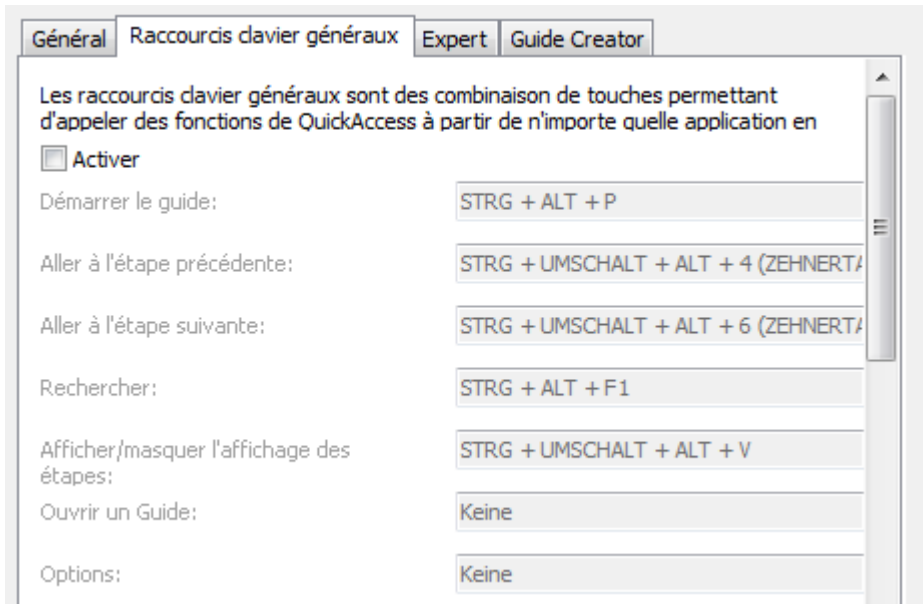 Général Raccourcis clavier généraux Expert Guide Creator
Les raccourcis clavier généraux sont des combinaison de touches permettant
d'appeler des fonctions de QuickAccess à partir de n'importe quelle application en
Activer
Démarrer le guide: STRG + ALT + P
Aller à l'étape précédente: STRG + UMSCHALT + ALT + 4 (ZEHNERTA
Aller à l'étape suivante: STRG + UMSCHALT + ALT + 6 (ZEHNERTA
Rechercher: STRG + ALT + F1
Afficher/masquer l'affichage des STRG + UMSCHALT + ALT + V
étapes:
Ouvrir un Guide: Keine
Options: Keine